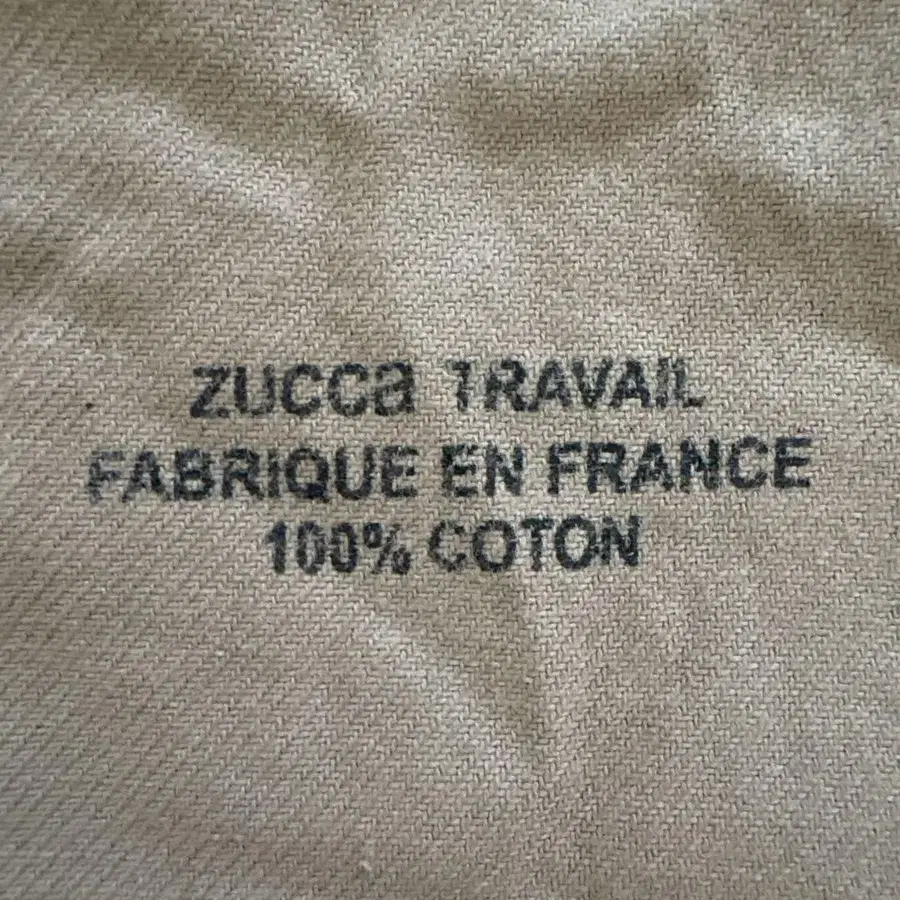 ZUCCa TRAVAIL
FABRIQUE EN FRANCE
100% COTON